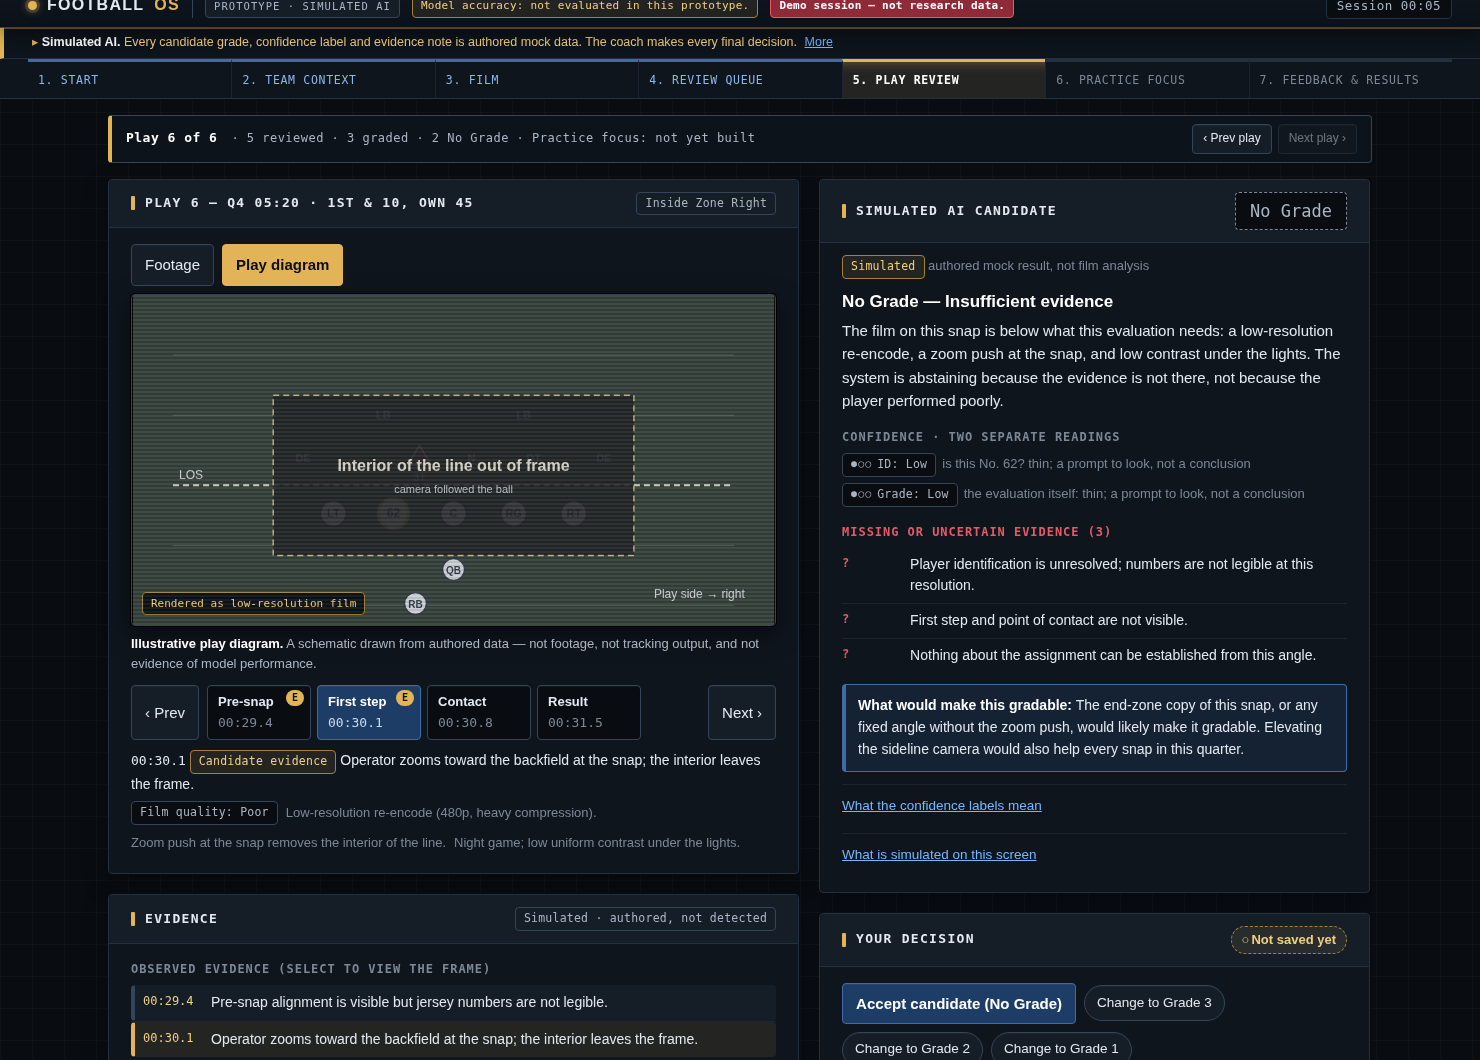 FOOTBALL OS
PROTOTYPE · SIMULATED AI
Model accuracy: not evaluated in this prototype.
Demo session — not research data.
Session 00:05
▸ Simulated AI. Every candidate grade, confidence label and evidence note is authored mock data. The coach makes every final decision. More
1. START
2. TEAM CONTEXT
3. FILM
4. REVIEW QUEUE
5. PLAY REVIEW
6. PRACTICE FOCUS
7. FEEDBACK & RESULTS
Play 6 of 6 · 5 reviewed · 3 graded · 2 No Grade · Practice focus: not yet built
‹ Prev play
Next play ›
PLAY 6 — Q4 05:20 · 1ST & 10, OWN 45
Inside Zone Right
Footage
Play diagram
LB
LB
DE
DE
Interior of the line out of frame
LOS
camera followed the ball
LT
62
C
RG
RT
QB
Play side → right
Rendered as low-resolution film
RB
Illustrative play diagram. A schematic drawn from authored data — not footage, not tracking output, and not
evidence of model performance.
‹ Prev
Pre-snap E
00:29.4
First step E
00:30.1
Contact
00:30.8
Result
00:31.5
Next ›
00:30.1 Candidate evidence Operator zooms toward the backfield at the snap; the interior leaves
the frame.
Film quality: Poor Low-resolution re-encode (480p, heavy compression).
Zoom push at the snap removes the interior of the line. Night game; low uniform contrast under the lights.
EVIDENCE
Simulated · authored, not detected
OBSERVED EVIDENCE (SELECT TO VIEW THE FRAME)
00:29.4 Pre-snap alignment is visible but jersey numbers are not legible.
00:30.1 Operator zooms toward the backfield at the snap; the interior leaves the frame.
SIMULATED AI CANDIDATE
No Grade
Simulated authored mock result, not film analysis
No Grade — Insufficient evidence
The film on this snap is below what this evaluation needs: a low-resolution
re-encode, a zoom push at the snap, and low contrast under the lights. The
system is abstaining because the evidence is not there, not because the
player performed poorly.
CONFIDENCE · TWO SEPARATE READINGS
●○○ ID: Low is this No. 62? thin; a prompt to look, not a conclusion
●○○ Grade: Low the evaluation itself: thin; a prompt to look, not a conclusion
MISSING OR UNCERTAIN EVIDENCE (3)
? Player identification is unresolved; numbers are not legible at this
resolution.
? First step and point of contact are not visible.
? Nothing about the assignment can be established from this angle.
What would make this gradable: The end-zone copy of this snap, or any
fixed angle without the zoom push, would likely make it gradable. Elevating
the sideline camera would also help every snap in this quarter.
What the confidence labels mean
What is simulated on this screen
YOUR DECISION
○ Not saved yet
Accept candidate (No Grade)
Change to Grade 3
Change to Grade 2
Change to Grade 1